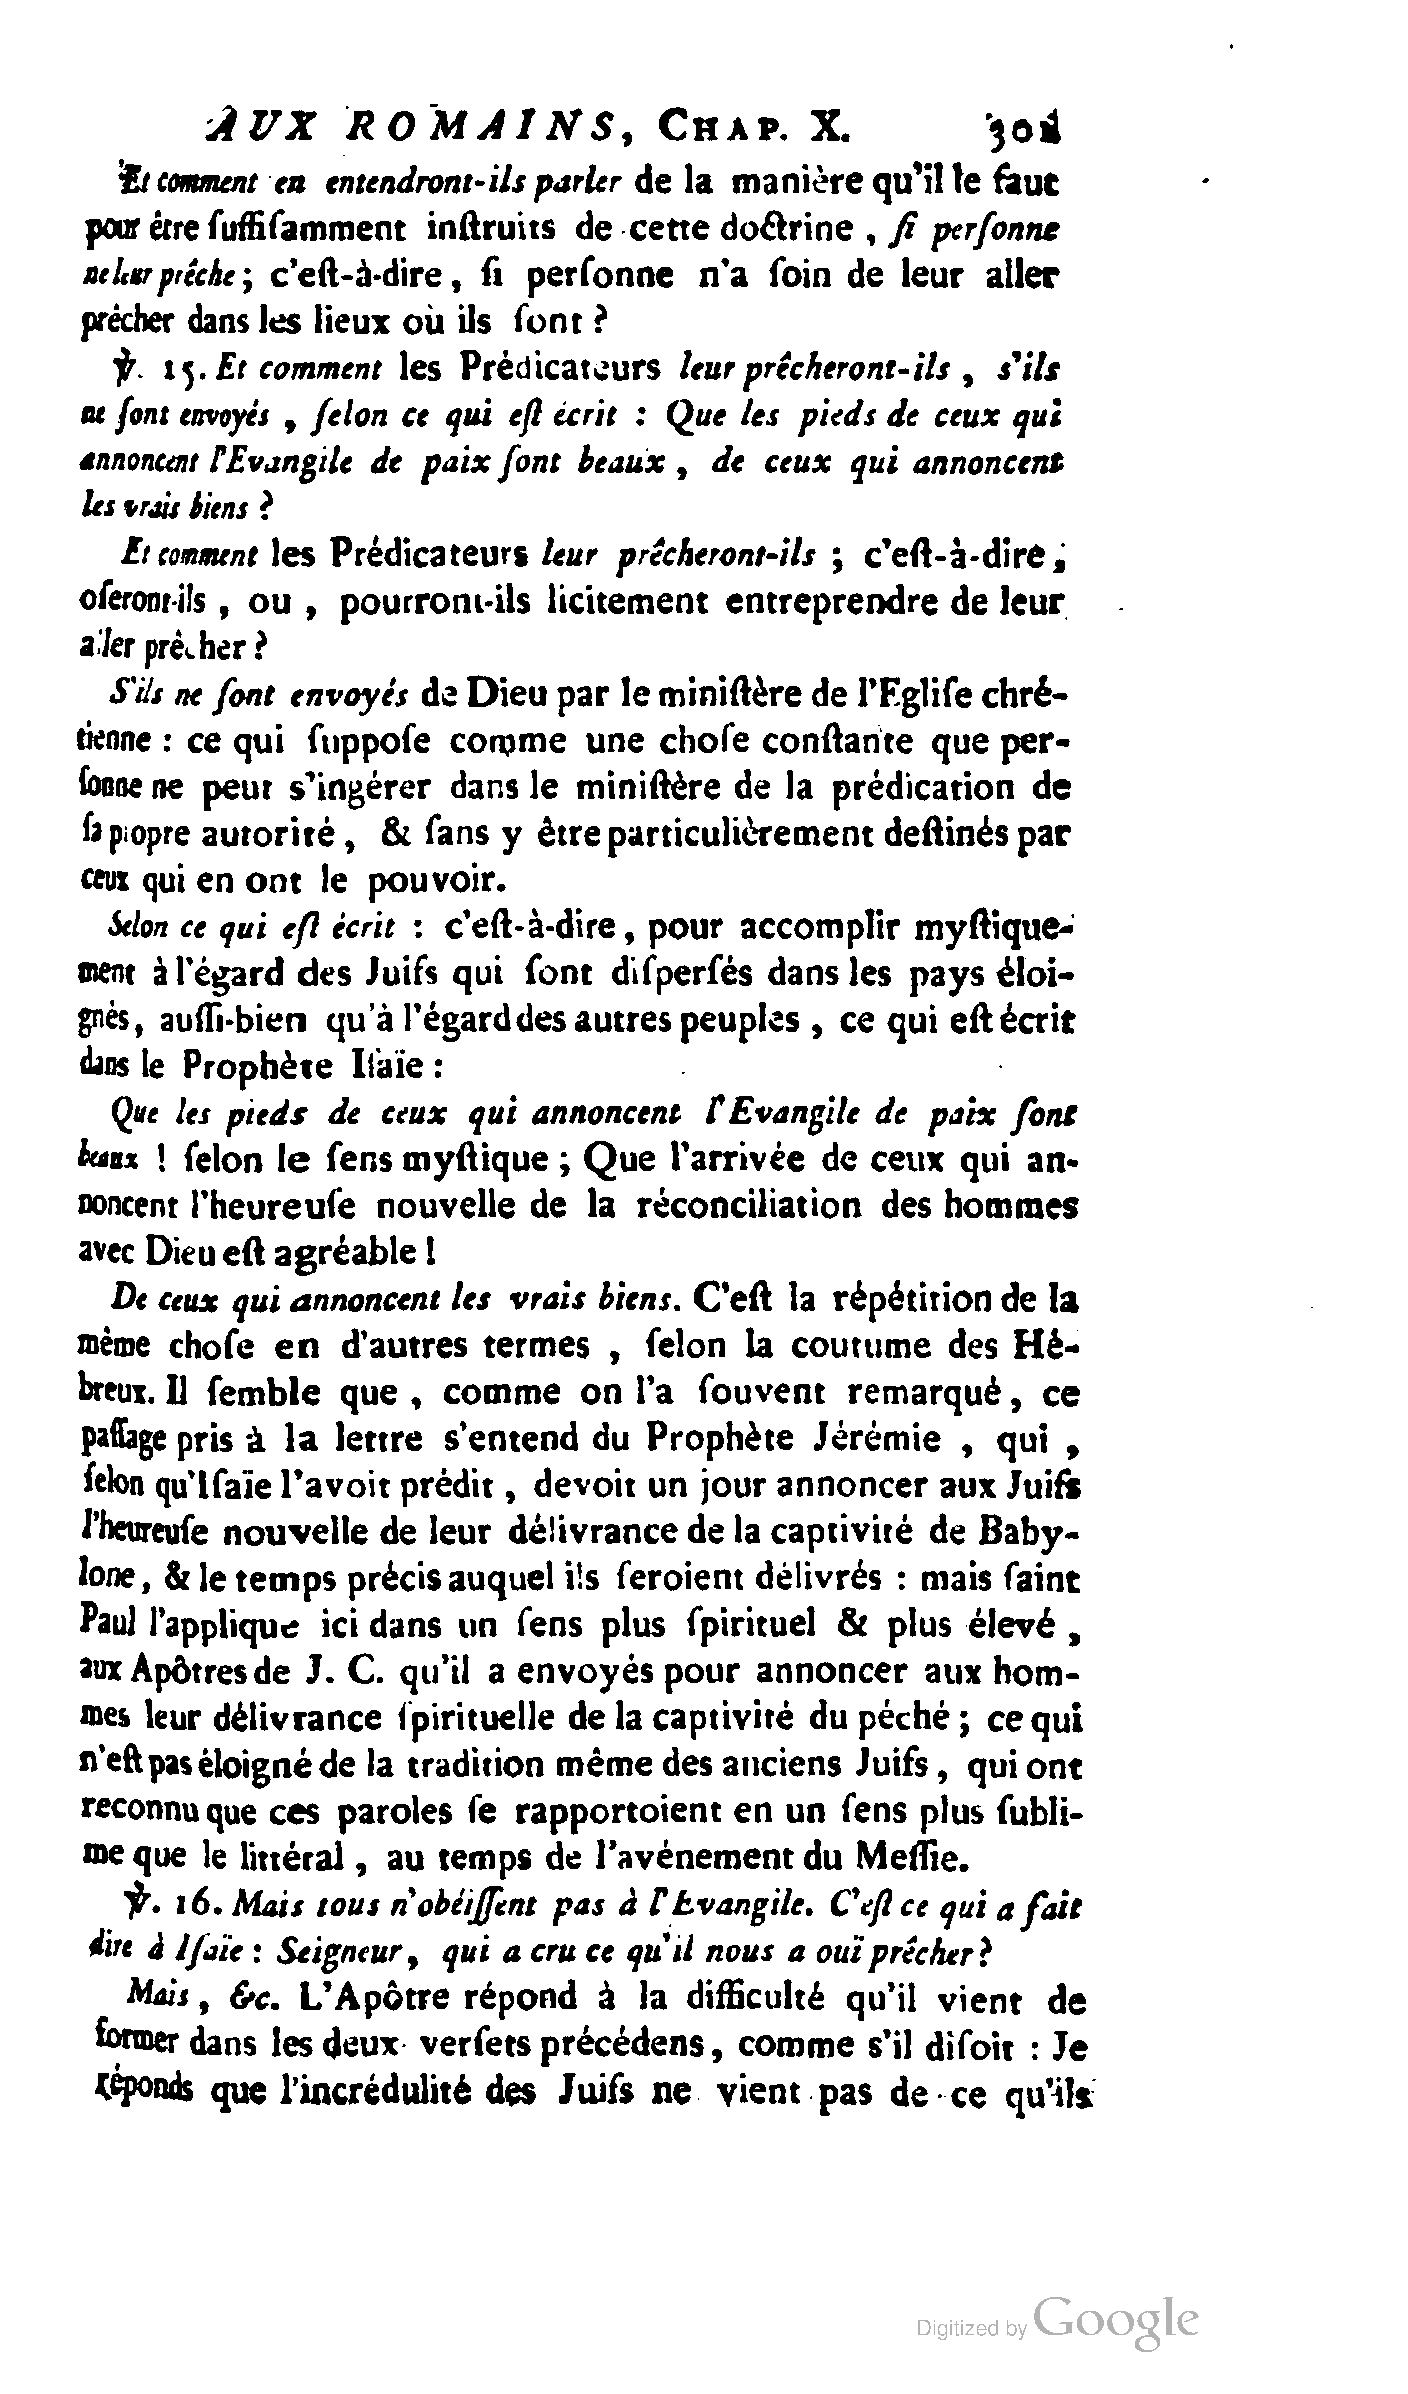 AUX ROMAINS, CHAP. X. 301
Et comment en entendront-ils parler de la manière qu'il le faut
pour être ſuffiſamment inſtruits de cette doctrine, ſi perſonne
ne leur prêche; c'eſt-à-dire, ſi perſonne n'a ſoin de leur aller
prêcher dans les lieux où ils ſont ?
℣. 15. Et comment les Prédicateurs leur prêcheront-ils, s'ils
ne ſont envoyés, ſelon ce qui eſt écrit : Que les pieds de ceux qui
annoncent l'Evangile de paix ſont beaux, de ceux qui annoncent
les vrais biens ?
Et comment les Prédicateurs leur prêcheront-ils ; c'eſt-à-dire,
oſeront-ils, ou, pourront-ils licitement entreprendre de leur
aller prêcher ?
S'ils ne ſont envoyés de Dieu par le miniſtère de l'Egliſe chré-
tienne : ce qui ſuppoſe comme une choſe conſtante que per-
ſonne ne peut s'ingérer dans le miniſtère de la prédication de
ſa propre autorité, & ſans y être particulièrement deſtinés par
ceux qui en ont le pouvoir.
Selon ce qui eſt écrit : c'eſt-à-dire, pour accomplir myſtique-
ment à l'égard des Juifs qui ſont diſperſés dans les pays éloi-
gnés, auſſi-bien qu'à l'égard des autres peuples, ce qui eſt écrit
dans le Prophète Iſaïe :
Que les pieds de ceux qui annoncent l'Evangile de paix ſont
beaux ! ſelon le ſens myſtique ; Que l'arrivée de ceux qui an-
noncent l'heureuſe nouvelle de la réconciliation des hommes
avec Dieu eſt agréable !
De ceux qui annoncent les vrais biens. C'eſt la répétition de la
même choſe en d'autres termes, ſelon la coutume des Hé-
breux. Il ſemble que, comme on l'a ſouvent remarqué, ce
paſſage pris à la lettre s'entend du Prophète Jérémie, qui,
ſelon qu'Iſaïe l'avoit prédit, devoit un jour annoncer aux Juifs
l'heureuſe nouvelle de leur délivrance de la captivité de Baby-
lone, & le temps précis auquel ils ſeroient délivrés : mais ſaint
Paul l'applique ici dans un ſens plus ſpirituel & plus élevé,
aux Apôtres de J. C. qu'il a envoyés pour annoncer aux hom-
mes leur délivrance ſpirituelle de la captivité du péché ; ce qui
n'eſt pas éloigné de la tradition même des anciens Juifs, qui ont
reconnu que ces paroles ſe rapportoient en un ſens plus ſubli-
me que le littéral, au temps de l'avénement du Meſſie.
℣. 16. Mais tous n'obéiſſent pas à l'Evangile. C'eſt ce qui a fait
dire à Iſaïe : Seigneur, qui a cru ce qu'il nous a ouï prêcher ?
Mais, &c. L'Apôtre répond à la difficulté qu'il vient de
former dans les deux verſets précédens, comme s'il diſoit : Je
réponds que l'incrédulité des Juifs ne vient pas de ce qu'ils
Digitized by Google